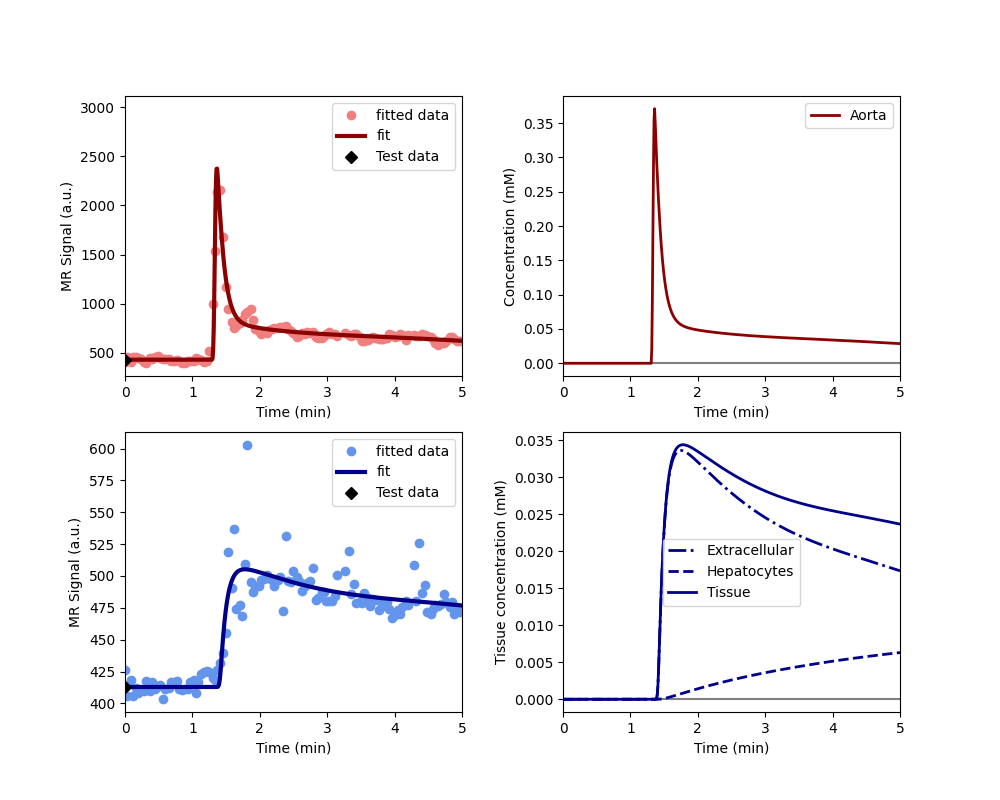 3000
2500
2000
1500
1000
500
MR Signal (a.u.)
0 1 2 3 4 5
Time (min)
fitted data
fit
Test data
0.35
0.30
0.25
0.20
0.15
0.10
0.05
0.00
Concentration (mM)
0 1 2 3 4 5
Time (min)
Aorta
600
575
550
525
500
475
450
425
400
MR Signal (a.u.)
0 1 2 3 4 5
Time (min)
fitted data
fit
Test data
0.035
0.030
0.025
0.020
0.015
0.010
0.005
0.000
Tissue concentration (mM)
0 1 2 3 4 5
Time (min)
Extracellular
Hepatocytes
Tissue